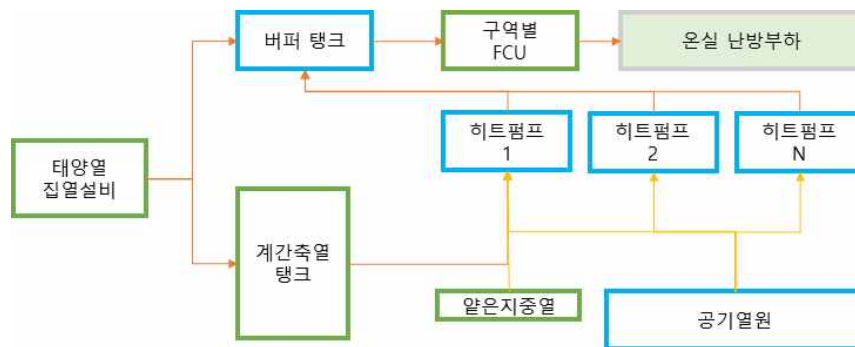 버퍼 탱크
구역별
FCU
온실 난방부하
히트펌프
1
히트펌프
2
히트펌프
N
태양열
집열설비
계간축열
탱크
얕은지중열
공기열원